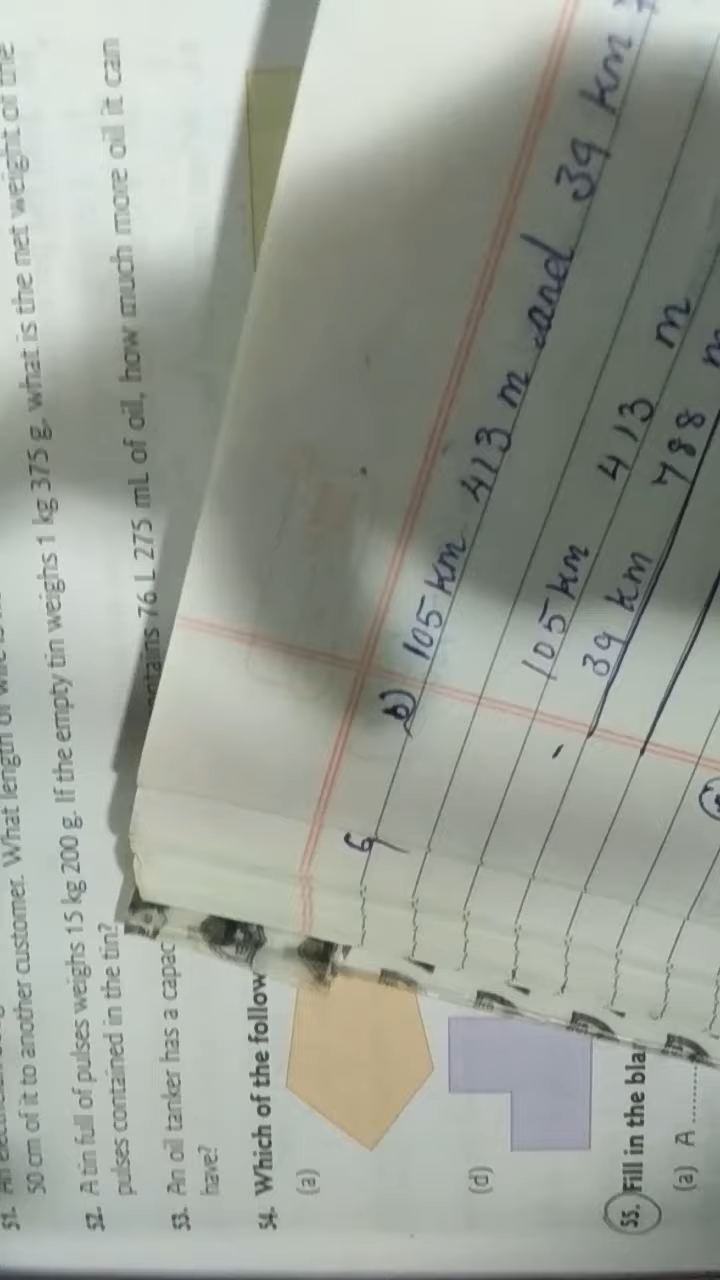 50 cm of it to another customer. What length of
52. A tin full of pulses weighs 15 kg 200 g. If the empty tin weighs 1 kg 375 g, what is the net weight of the
pulses contained in the tin?
53. An oil tanker has a capac
76 L 275 mL of oil, how much more oil it can
have?
54. Which of the follow
(a)
(d)
55. Fill in the bla
(a) A ........
6 b) 105 km 413 m and 39 km
105 km 413 m
39 km 788